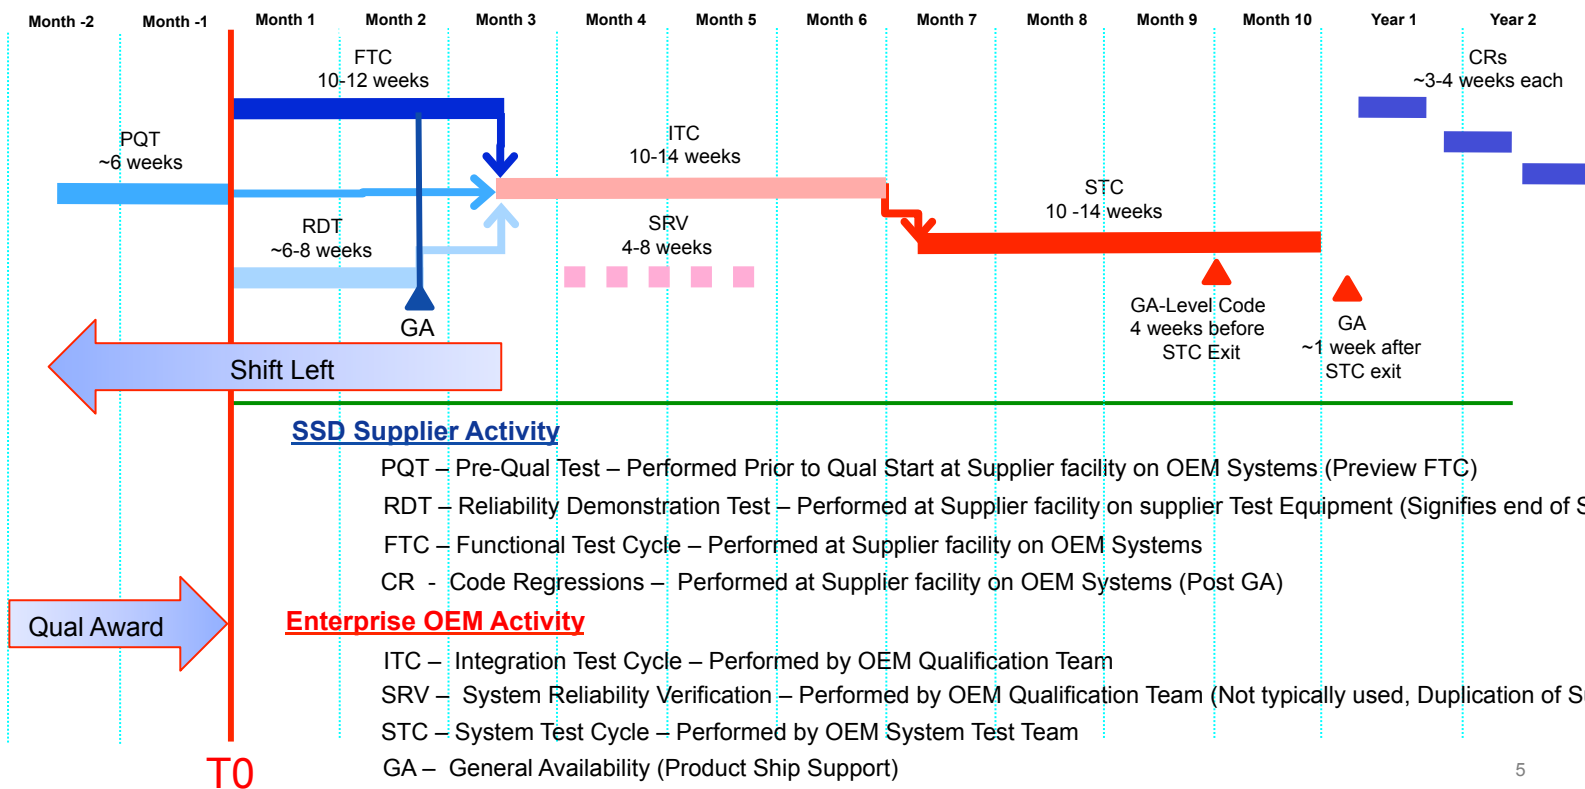 Month -2 Month -1 Month 1 Month 2 Month 3 Month 4 Month 5 Month 6 Month 7 Month 8 Month 9 Month 10 Year 1 Year 2
FTC
10-12 weeks
CRs
~3-4 weeks each
PQT
~6 weeks
ITC
10-14 weeks
STC
10 -14 weeks
RDT
~6-8 weeks
SRV
4-8 weeks
GA
GA-Level Code
4 weeks before
STC Exit
GA
~1 week after
STC exit
Shift Left
SSD Supplier Activity
PQT – Pre-Qual Test – Performed Prior to Qual Start at Supplier facility on OEM Systems (Preview FTC)
RDT – Reliability Demonstration Test – Performed at Supplier facility on supplier Test Equipment (Signifies end of
FTC – Functional Test Cycle – Performed at Supplier facility on OEM Systems
CR - Code Regressions – Performed at Supplier facility on OEM Systems (Post GA)
Qual Award
Enterprise OEM Activity
ITC – Integration Test Cycle – Performed by OEM Qualification Team
SRV – System Reliability Verification – Performed by OEM Qualification Team (Not typically used, Duplication of
STC – System Test Cycle – Performed by OEM System Test Team
GA – General Availability (Product Ship Support)
T0
5